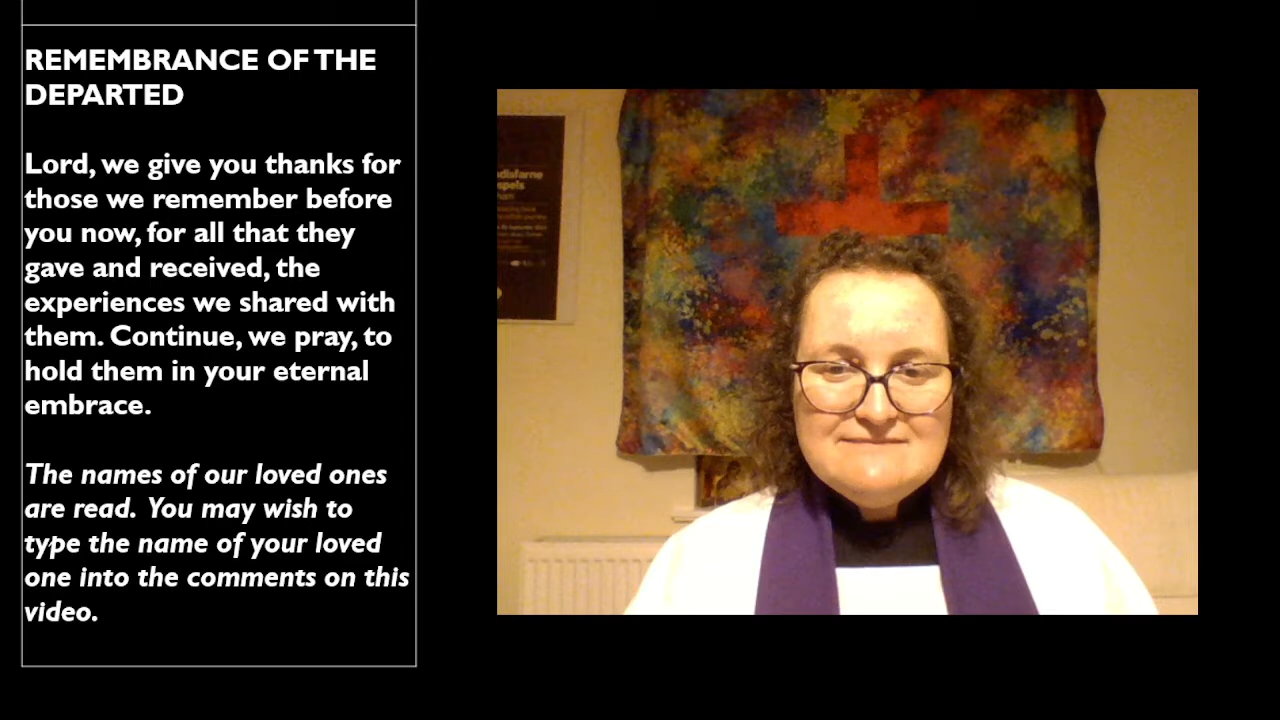 REMEMBRANCE OF THE
DEPARTED
Lord, we give you thanks for
those we remember before
you now, for all that they
gave and received, the
experiences we shared with
them. Continue, we pray, to
hold them in your eternal
embrace.
The names of our loved ones
are read. You may wish to
type the name of your loved
one into the comments on this
video.